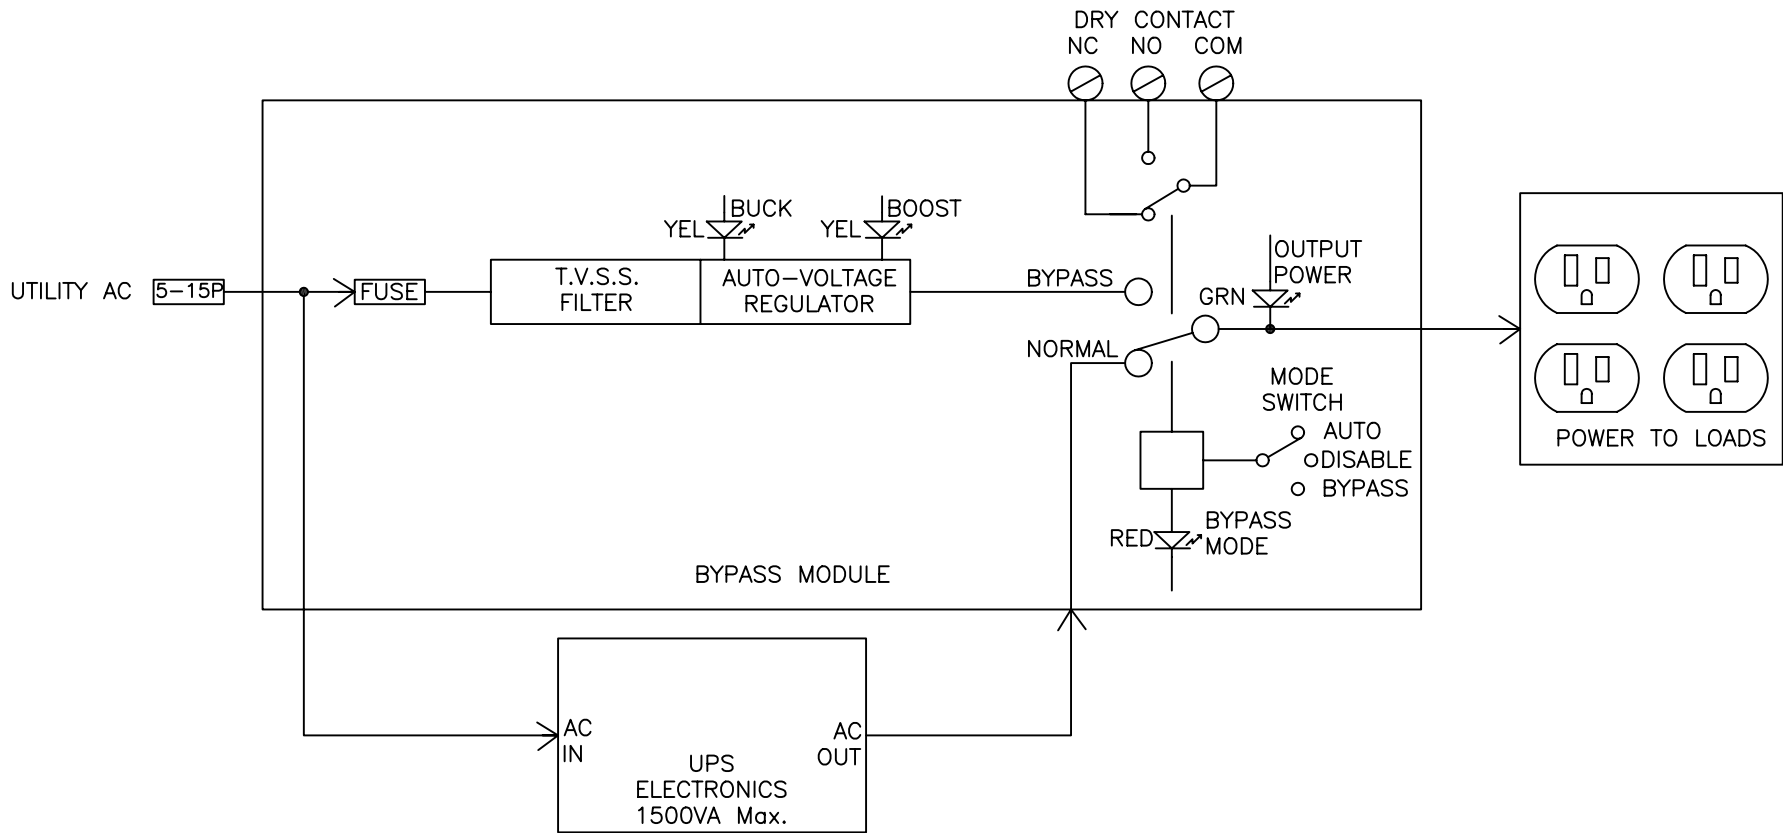 DRY CONTACT
NC NO COM
BUCK
YEL
BOOST
YEL
UTILITY AC
5-15P
FUSE
T.V.S.S.
FILTER
AUTO-VOLTAGE
REGULATOR
BYPASS
NORMAL
OUTPUT
POWER
GRN
MODE
SWITCH
AUTO
DISABLE
BYPASS
RED
BYPASS
MODE
POWER TO LOADS
BYPASS MODULE
AC
IN
AC
OUT
UPS
ELECTRONICS
1500VA Max.